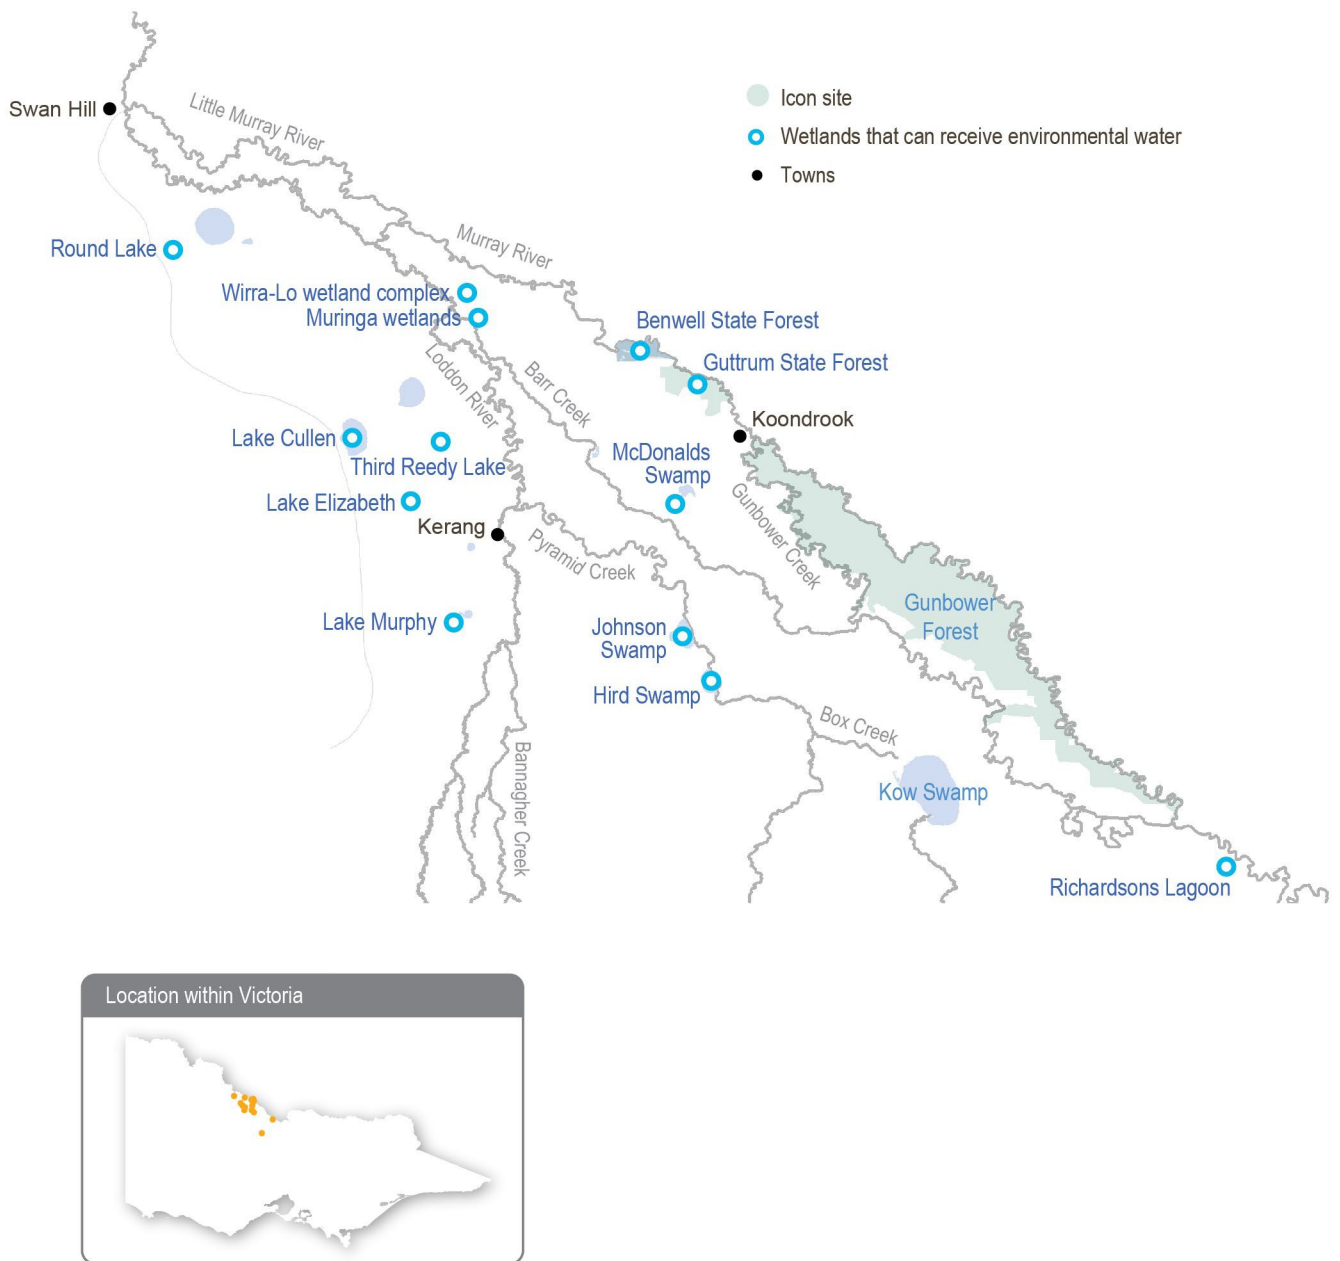 Swan Hill
Little Murray River
Icon site
Wetlands that can receive environmental water
Towns
Round Lake
Murray River
Wirra-Lo wetland complex
Muringa wetlands
Benwell State Forest
Guttrum State Forest
Loddon River
Barr Creek
Koondrook
Lake Cullen
Third Reedy Lake
McDonalds
Swamp
Lake Elizabeth
Gunbower Creek
Kerang
Pyramid Creek
Gunbower
Forest
Lake Murphy
Johnson
Swamp
Hird Swamp
Box Creek
Bannagher Creek
Kow Swamp
Richardsons Lagoon
Location within Victoria